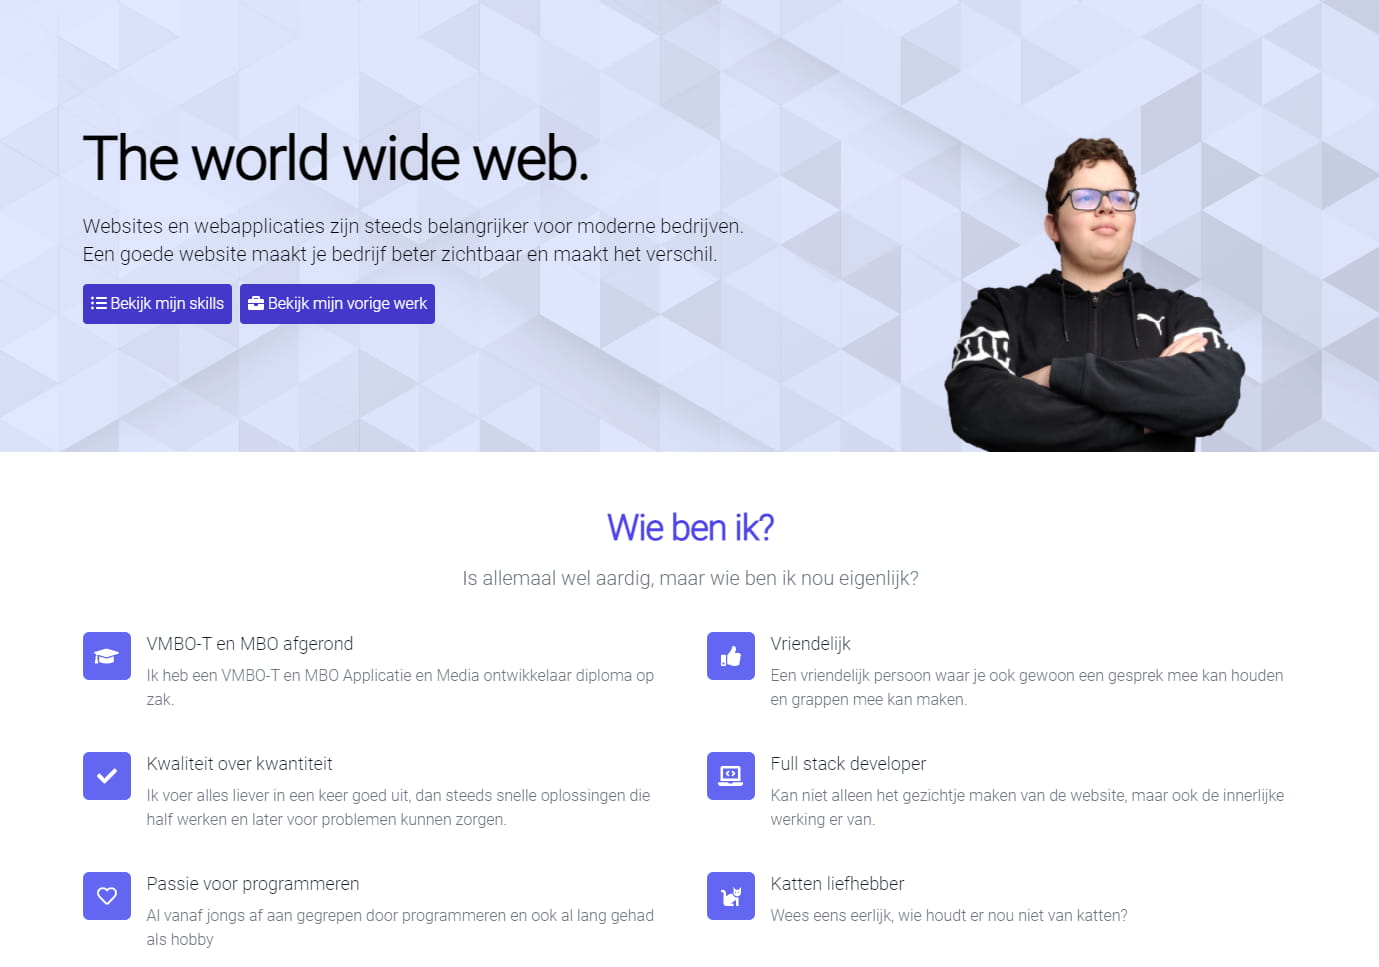 The world wide web.
Websites en webapplicaties zijn steeds belangrijker voor moderne bedrijven.
Een goede website maakt je bedrijf beter zichtbaar en maakt het verschil.
Bekijk mijn skills
Bekijk mijn vorige werk
Wie ben ik?
Is allemaal wel aardig, maar wie ben ik nou eigenlijk?
VMBO-T en MBO afgerond
Ik heb een VMBO-T en MBO Applicatie en Media ontwikkelaar diploma op
zak.
Vriendelijk
Een vriendelijk persoon waar je ook gewoon een gesprek mee kan houden
en grappen mee kan maken.
Kwaliteit over kwantiteit
Ik voer alles liever in een keer goed uit, dan steeds snelle oplossingen die
half werken en later voor problemen kunnen zorgen.
Full stack developer
Kan niet alleen het gezichtje maken van de website, maar ook de innerlijke
werking er van.
Passie voor programmeren
Al vanaf jongs af aan gegrepen door programmeren en ook al lang gehad
als hobby
Katten liefhebber
Wees eens eerlijk, wie houdt er nou niet van katten?